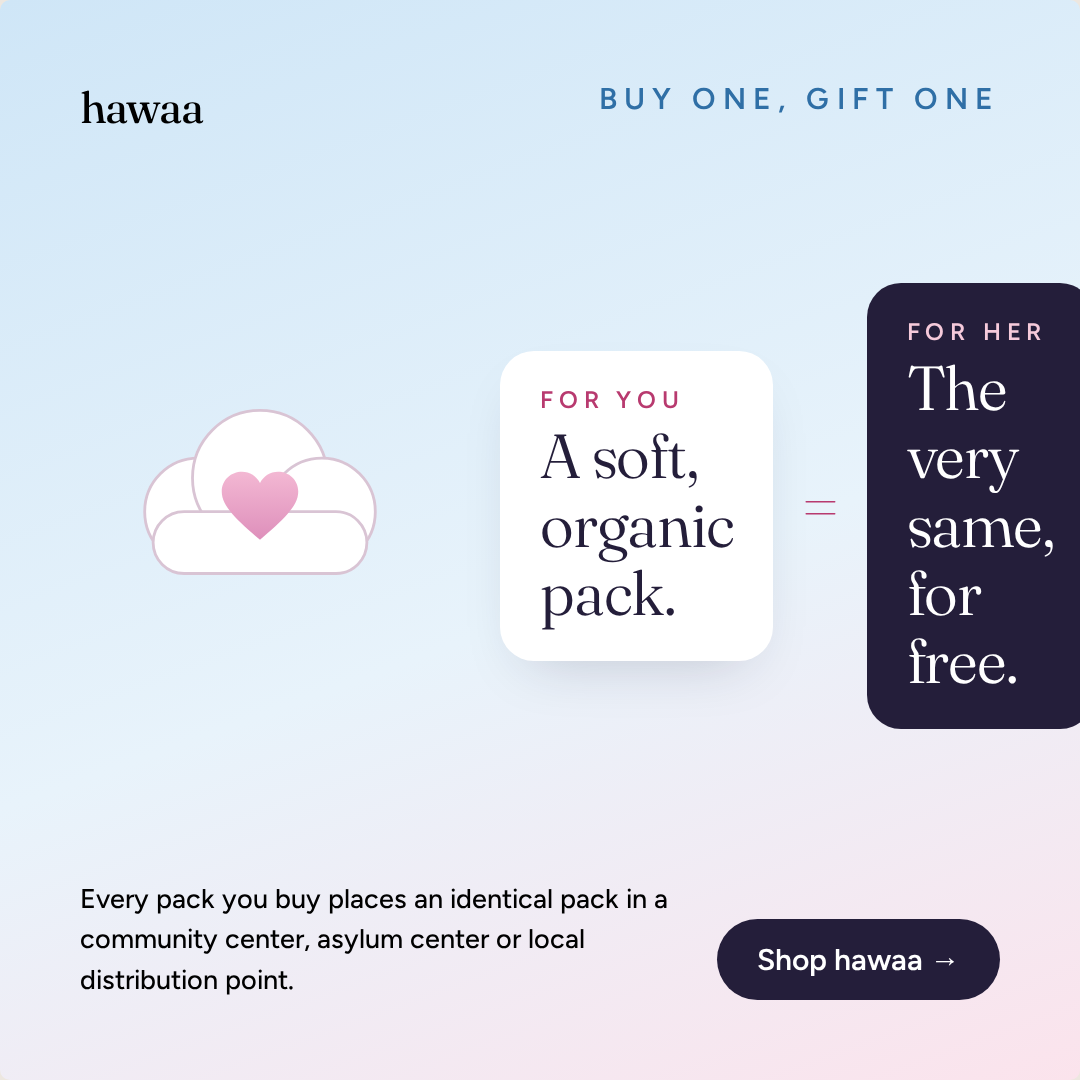 hawaa
BUY ONE, GIFT ONE
FOR YOU
A soft,
organic
pack.
=
FOR HER
The
very
same,
for
free.
Every pack you buy places an identical pack in a
community center, asylum center or local
distribution point.
Shop hawaa →